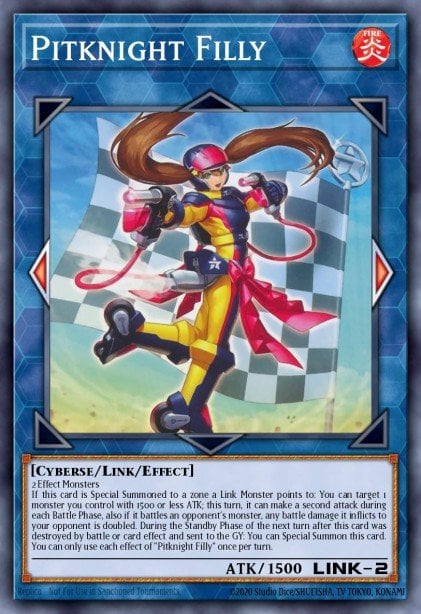 PITKNIGHT FILLY
FIRE
炎
[CYBERSE/LINK/EFFECT]
2 Effect Monsters
If this card is Special Summoned to a zone a Link Monster points to: You can target 1
monster you control with 1500 or less ATK; this turn, it can make a second attack during
each Battle Phase, also if it battles an opponent's monster, any battle damage it inflicts to
your opponent is doubled. During the Standby Phase of the next turn after this card was
destroyed by battle or card effect and sent to the GY: You can Special Summon this card.
You can only use each effect of "Pitknight Filly" once per turn.
ATK/1500 LINK-2
Replica - Not For Use in Sanctioned Tornmaments
©2020 Studio Dice/SHUEISHA, TV TOKYO, KONAMI